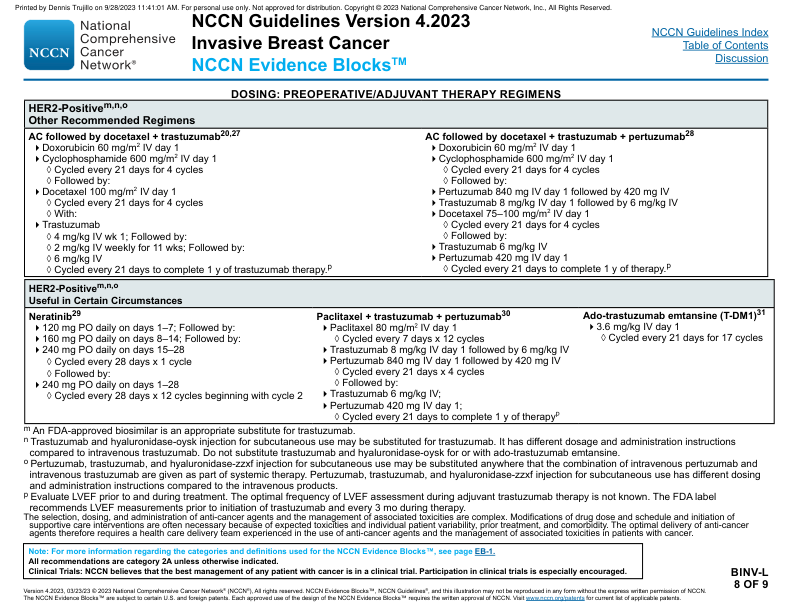 Printed by Dennis Trujillo on 9/28/2023 11:41:01 AM. For personal use only. Not approved for distribution. Copyright © 2023 National Comprehensive Cancer Network, Inc., All Rights Reserved.
NCCN
National
Comprehensive
Cancer
Network®
NCCN Guidelines Version 4.2023
Invasive Breast Cancer
NCCN Evidence Blocks™
NCCN Guidelines Index
Table of Contents
Discussion
DOSING: PREOPERATIVE/ADJUVANT THERAPY REGIMENS
HER2-Positive^m,n,o
Other Recommended Regimens
AC followed by docetaxel + trastuzumab^20,27
‣ Doxorubicin 60 mg/m² IV day 1
‣ Cyclophosphamide 600 mg/m² IV day 1
◊ Cycled every 21 days for 4 cycles
◊ Followed by:
‣ Docetaxel 100 mg/m² IV day 1
◊ Cycled every 21 days for 4 cycles
◊ With:
‣ Trastuzumab
◊ 4 mg/kg IV wk 1; Followed by:
◊ 2 mg/kg IV weekly for 11 wks; Followed by:
◊ 6 mg/kg IV
◊ Cycled every 21 days to complete 1 y of trastuzumab therapy.^p
AC followed by docetaxel + trastuzumab + pertuzumab^28
‣ Doxorubicin 60 mg/m² IV day 1
‣ Cyclophosphamide 600 mg/m² IV day 1
◊ Cycled every 21 days for 4 cycles
◊ Followed by:
‣ Pertuzumab 840 mg IV day 1 followed by 420 mg IV
‣ Trastuzumab 8 mg/kg IV day 1 followed by 6 mg/kg IV
‣ Docetaxel 75–100 mg/m² IV day 1
◊ Cycled every 21 days for 4 cycles
◊ Followed by:
‣ Trastuzumab 6 mg/kg IV
‣ Pertuzumab 420 mg IV day 1
◊ Cycled every 21 days to complete 1 y of therapy.^p
HER2-Positive^m,n,o
Useful in Certain Circumstances
Neratinib^29
‣ 120 mg PO daily on days 1–7; Followed by:
‣ 160 mg PO daily on days 8–14; Followed by:
‣ 240 mg PO daily on days 15–28
◊ Cycled every 28 days x 1 cycle
◊ Followed by:
‣ 240 mg PO daily on days 1–28
◊ Cycled every 28 days x 12 cycles beginning with cycle 2
Paclitaxel + trastuzumab + pertuzumab^30
‣ Paclitaxel 80 mg/m² IV day 1
◊ Cycled every 7 days x 12 cycles
‣ Trastuzumab 8 mg/kg IV day 1 followed by 6 mg/kg IV
‣ Pertuzumab 840 mg IV day 1 followed by 420 mg IV
◊ Cycled every 21 days x 4 cycles
◊ Followed by:
‣ Trastuzumab 6 mg/kg IV;
‣ Pertuzumab 420 mg IV day 1;
◊ Cycled every 21 days to complete 1 y of therapy^p
Ado-trastuzumab emtansine (T-DM1)^31
‣ 3.6 mg/kg IV day 1
◊ Cycled every 21 days for 17 cycles
^m An FDA-approved biosimilar is an appropriate substitute for trastuzumab.
^n Trastuzumab and hyaluronidase-oysk injection for subcutaneous use may be substituted for trastuzumab. It has different dosage and administration instructions
compared to intravenous trastuzumab. Do not substitute trastuzumab and hyaluronidase-oysk for or with ado-trastuzumab emtansine.
^o Pertuzumab, trastuzumab, and hyaluronidase-zzxf injection for subcutaneous use may be substituted anywhere that the combination of intravenous pertuzumab and
intravenous trastuzumab are given as part of systemic therapy. Pertuzumab, trastuzumab, and hyaluronidase-zzxf injection for subcutaneous use has different dosing
and administration instructions compared to the intravenous products.
^p Evaluate LVEF prior to and during treatment. The optimal frequency of LVEF assessment during adjuvant trastuzumab therapy is not known. The FDA label
recommends LVEF measurements prior to initiation of trastuzumab and every 3 mo during therapy.
The selection, dosing, and administration of anti-cancer agents and the management of associated toxicities are complex. Modifications of drug dose and schedule and initiation of
supportive care interventions are often necessary because of expected toxicities and individual patient variability, prior treatment, and comorbidity. The optimal delivery of anti-cancer
agents therefore requires a health care delivery team experienced in the use of anti-cancer agents and the management of associated toxicities in patients with cancer.
Note: For more information regarding the categories and definitions used for the NCCN Evidence Blocks™, see page EB-1.
All recommendations are category 2A unless otherwise indicated.
Clinical Trials: NCCN believes that the best management of any patient with cancer is in a clinical trial. Participation in clinical trials is especially encouraged.
BINV-L
8 OF 9
Version 4.2023, 03/23/23 © 2023 National Comprehensive Cancer Network® (NCCN®), All rights reserved. NCCN Evidence Blocks™, NCCN Guidelines®, and this illustration may not be reproduced in any form without the express written permission of NCCN.
The NCCN Evidence Blocks™ are subject to certain U.S. and foreign patents. Each approved use of the design of the NCCN Evidence Blocks™ requires the written approval of NCCN. Visit www.nccn.org/patents for current list of applicable patents.